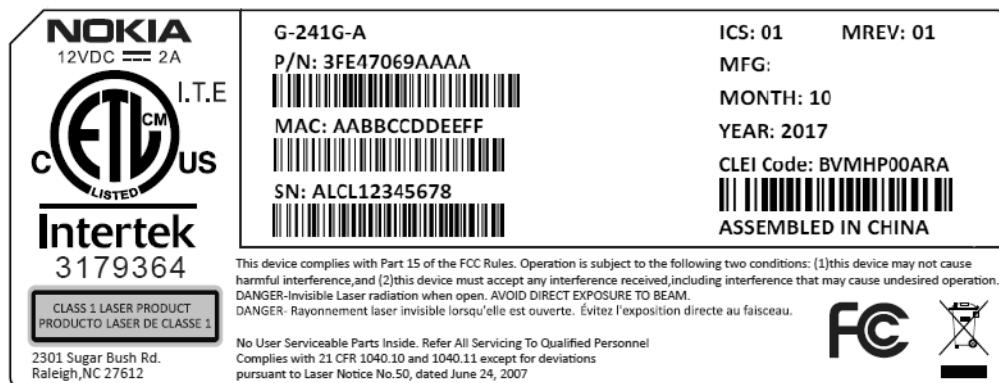 NOKIA
12VDC ⎓ 2A
I.T.E
ETL CM
C US
LISTED
Intertek
3179364
CLASS 1 LASER PRODUCT
PRODUCTO LASER DE CLASSE 1
2301 Sugar Bush Rd.
Raleigh,NC 27612
G-241G-A
P/N: 3FE47069AAAA
MAC: AABBCCDDEEFF
SN: ALCL12345678
ICS: 01 MREV: 01
MFG:
MONTH: 10
YEAR: 2017
CLEI Code: BVMHP00ARA
ASSEMBLED IN CHINA
This device complies with Part 15 of the FCC Rules. Operation is subject to the following two conditions: (1)this device may not cause
harmful interference,and (2)this device must accept any interference received,including interference that may cause undesired operation.
DANGER-Invisible Laser radiation when open. AVOID DIRECT EXPOSURE TO BEAM.
DANGER- Rayonnement laser invisible lorsqu'elle est ouverte. Évitez l'exposition directe au faisceau.
No User Serviceable Parts Inside. Refer All Servicing To Qualified Personnel
Complies with 21 CFR 1040.10 and 1040.11 except for deviations
pursuant to Laser Notice No.50, dated June 24, 2007
FC